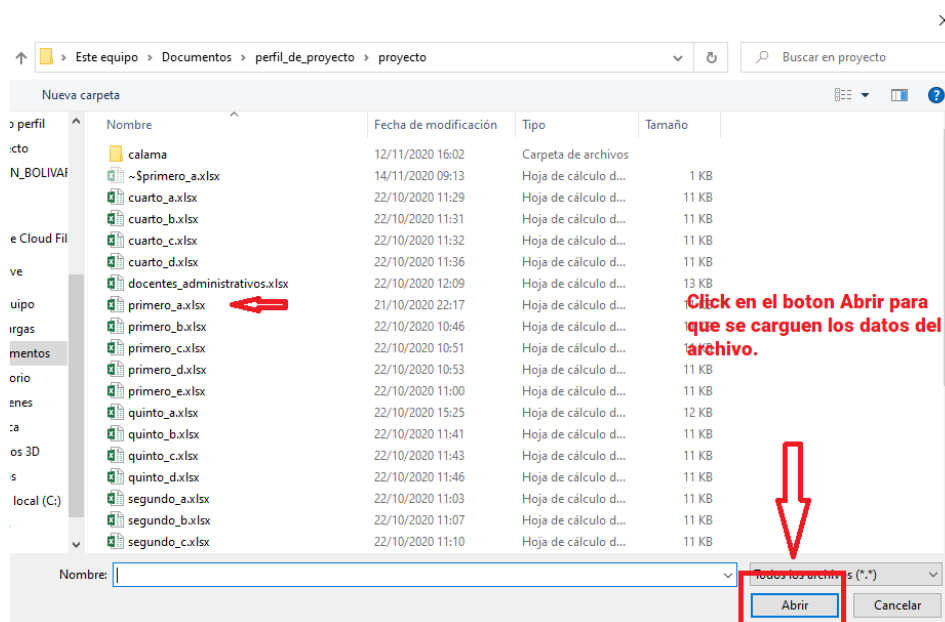 Este equipo > Documentos > perfil_de_proyecto > proyecto
Buscar en proyecto
Nueva carpeta
Nombre Fecha de modificación Tipo Tamaño
calama 12/11/2020 16:02 Carpeta de archivos
~$primero_a.xlsx 14/11/2020 09:13 Hoja de cálculo d... 1 KB
cuarto_a.xlsx 22/10/2020 11:29 Hoja de cálculo d... 11 KB
cuarto_b.xlsx 22/10/2020 11:31 Hoja de cálculo d... 11 KB
cuarto_c.xlsx 22/10/2020 11:32 Hoja de cálculo d... 11 KB
cuarto_d.xlsx 22/10/2020 11:36 Hoja de cálculo d... 11 KB
docentes_administrativos.xlsx 22/10/2020 12:09 Hoja de cálculo d... 13 KB
primero_a.xlsx 21/10/2020 22:17 Hoja de cálculo d...
primero_b.xlsx 22/10/2020 10:46 Hoja de cálculo d...
primero_c.xlsx 22/10/2020 10:51 Hoja de cálculo d...
primero_d.xlsx 22/10/2020 10:53 Hoja de cálculo d... 11 KB
primero_e.xlsx 22/10/2020 11:00 Hoja de cálculo d... 11 KB
quinto_a.xlsx 22/10/2020 15:25 Hoja de cálculo d... 12 KB
quinto_b.xlsx 22/10/2020 11:41 Hoja de cálculo d... 11 KB
quinto_c.xlsx 22/10/2020 11:43 Hoja de cálculo d... 11 KB
quinto_d.xlsx 22/10/2020 11:46 Hoja de cálculo d... 11 KB
segundo_a.xlsx 22/10/2020 11:03 Hoja de cálculo d... 11 KB
segundo_b.xlsx 22/10/2020 11:07 Hoja de cálculo d... 11 KB
segundo_c.xlsx 22/10/2020 11:10 Hoja de cálculo d... 11 KB
o perfil
cto
N_BOLIVAR
e Cloud Fil
ve
uipo
rgas
mentos
orio
enes
ca
os 3D
s
local (C:)
Click en el boton Abrir para
que se carguen los datos del
archivo.
Nombre:
Todos los archivos (*.*)
Abrir Cancelar